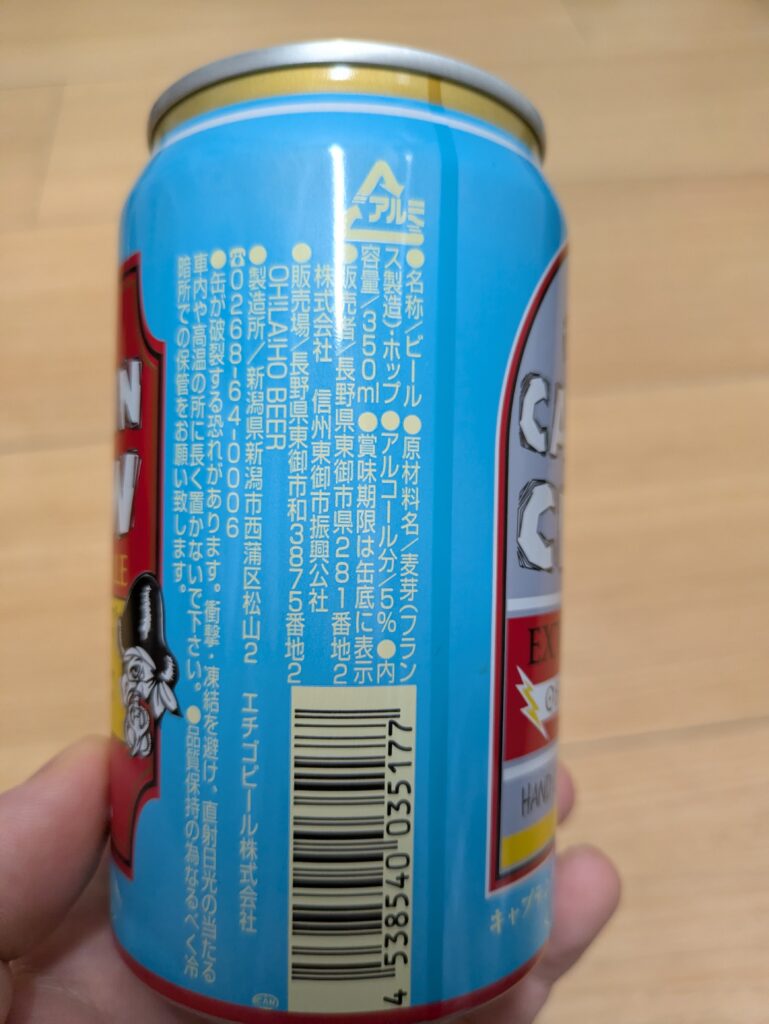 アルミ
●名称/ビール ●原材料名/麦芽(フラン
ス製造)・ホップ ●アルコール分/5% ●内
容量/350ml ●賞味期限は缶底に表示
●販売者/長野県東御市県281番地2
株式会社 信州東御市振興公社
●販売場/長野県東御市和3875番地2
OH!LA!HO BEER
●製造所/新潟県新潟市西蒲区松山2 エチゴビール株式会社
☎0268-64-0006
●缶が破裂する恐れがあります。衝撃・凍結を避け、直射日光の当たる
車内や高温の所に長く置かないで下さい。●品質保持の為なるべく冷
暗所での保管をお願い致します。
4 538540 035177
CAN
HAND
キャプテン